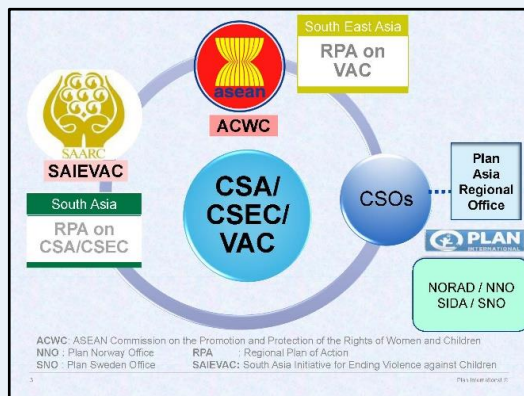 South East Asia
RPA on
VAC
asean
ACWC
SAARC
SAIEVAC
South Asia
RPA on
CSA/CSEC
CSA/
CSEC/
VAC
CSOs
Plan
Asia
Regional
Office
PLAN
INTERNATIONAL
NORAD / NNO
SIDA / SNO
ACWC: ASEAN Commission on the Promotion and Protection of the Rights of Women and Children
NNO : Plan Norway Office RPA : Regional Plan of Action
SNO : Plan Sweden Office SAIEVAC: South Asia Initiative for Ending Violence against Children
Plan International ©